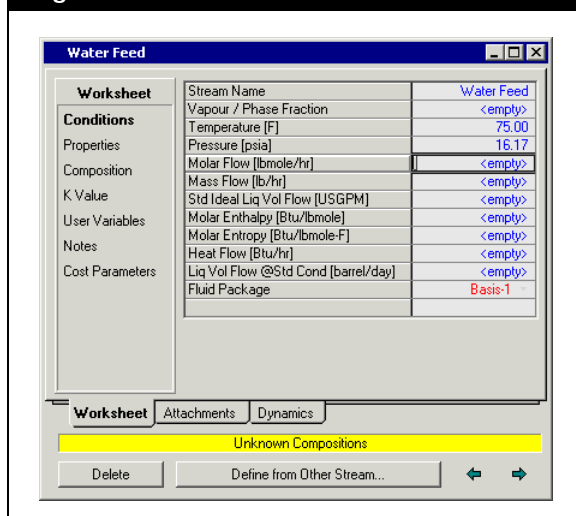 Water Feed
Worksheet
Conditions
Properties
Composition
K Value
User Variables
Notes
Cost Parameters
Stream Name Water Feed
Vapour / Phase Fraction <empty>
Temperature [F] 75.00
Pressure [psia] 16.17
Molar Flow [lbmole/hr] <empty>
Mass Flow [lb/hr] <empty>
Std Ideal Liq Vol Flow [USGPM] <empty>
Molar Enthalpy [Btu/lbmole] <empty>
Molar Entropy [Btu/lbmole-F] <empty>
Heat Flow [Btu/hr] <empty>
Liq Vol Flow @Std Cond [barrel/day] <empty>
Fluid Package Basis-1
Worksheet Attachments Dynamics
Unknown Compositions
Delete Define from Other Stream...